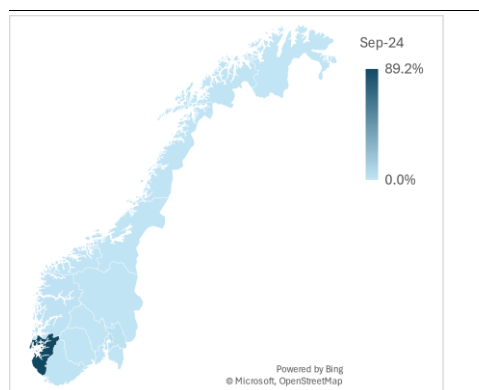 Sep-24
89.2%
0.0%
Powered by Bing
© Microsoft, OpenStreetMap